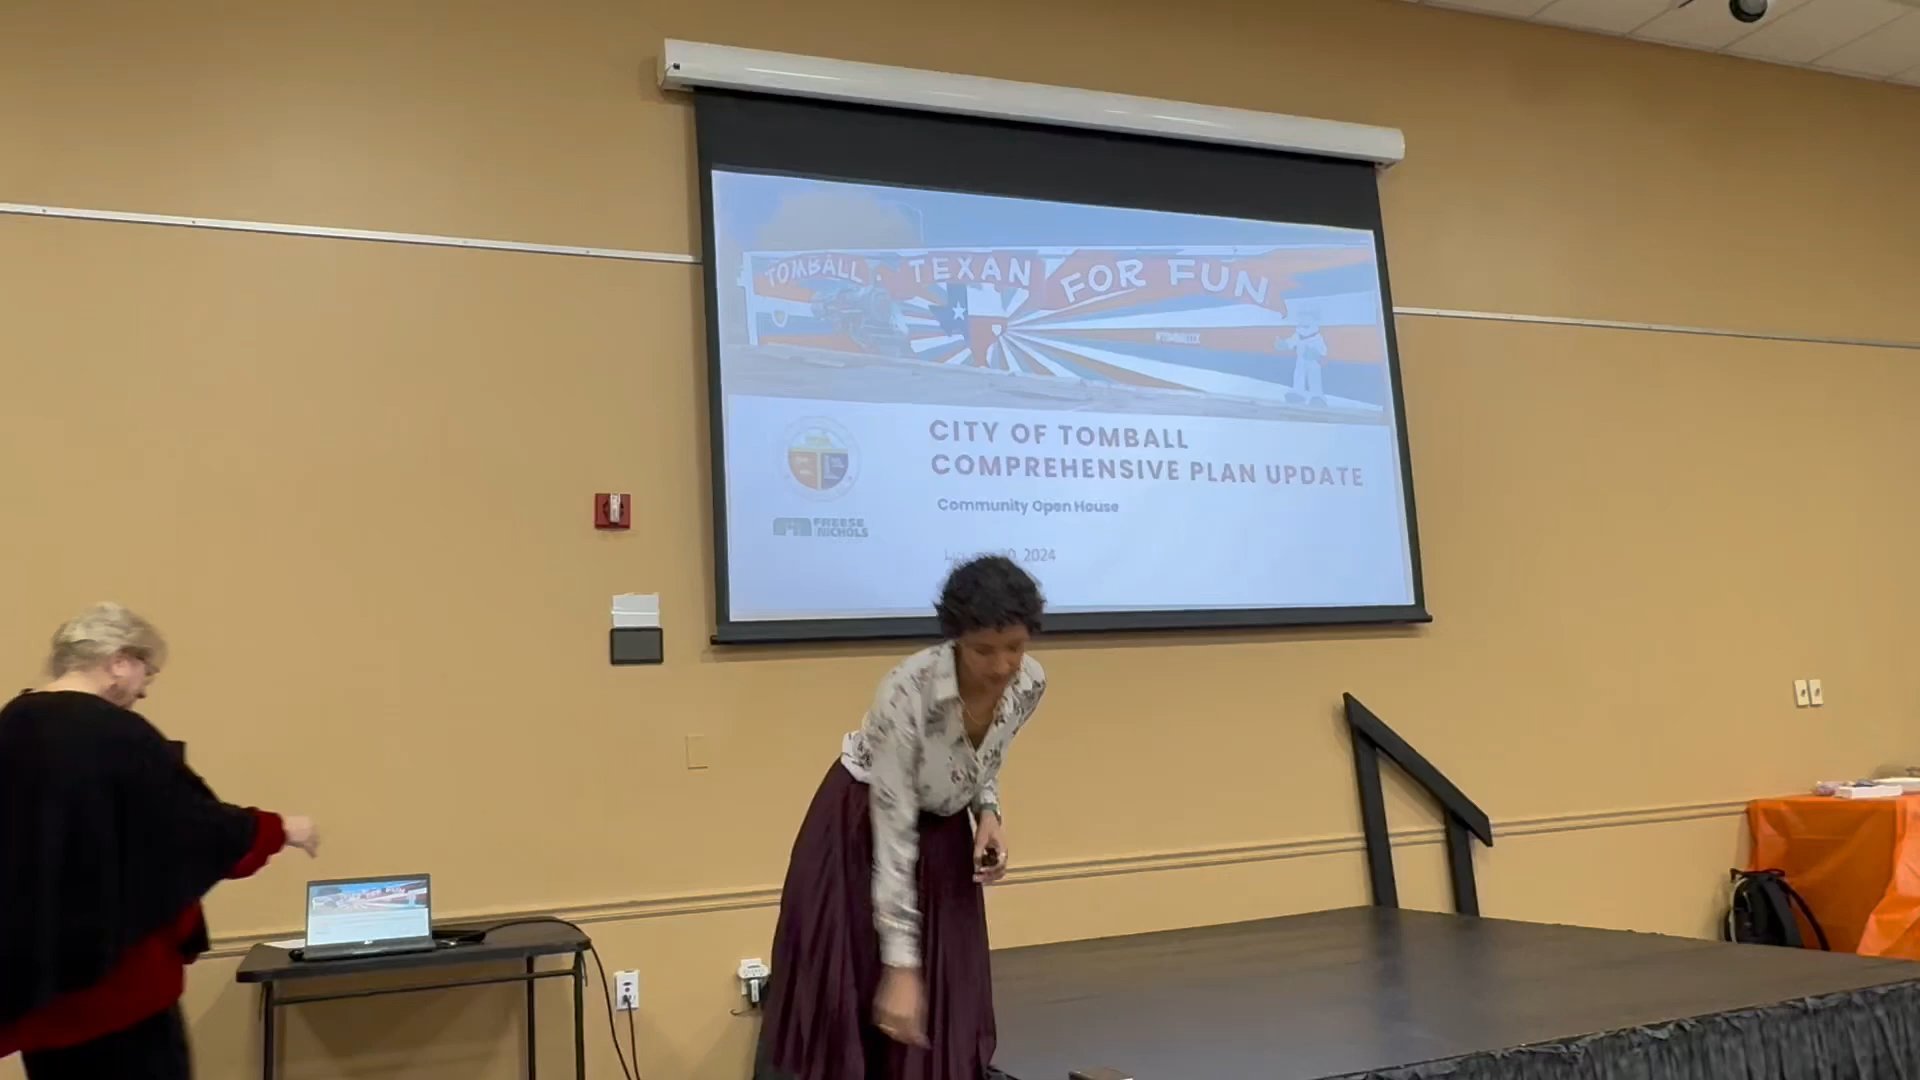 TOMBALL TEXAN FOR FUN
CITY OF TOMBALL
COMPREHENSIVE PLAN UPDATE
Community Open House
FREESE
NICHOLS
2024